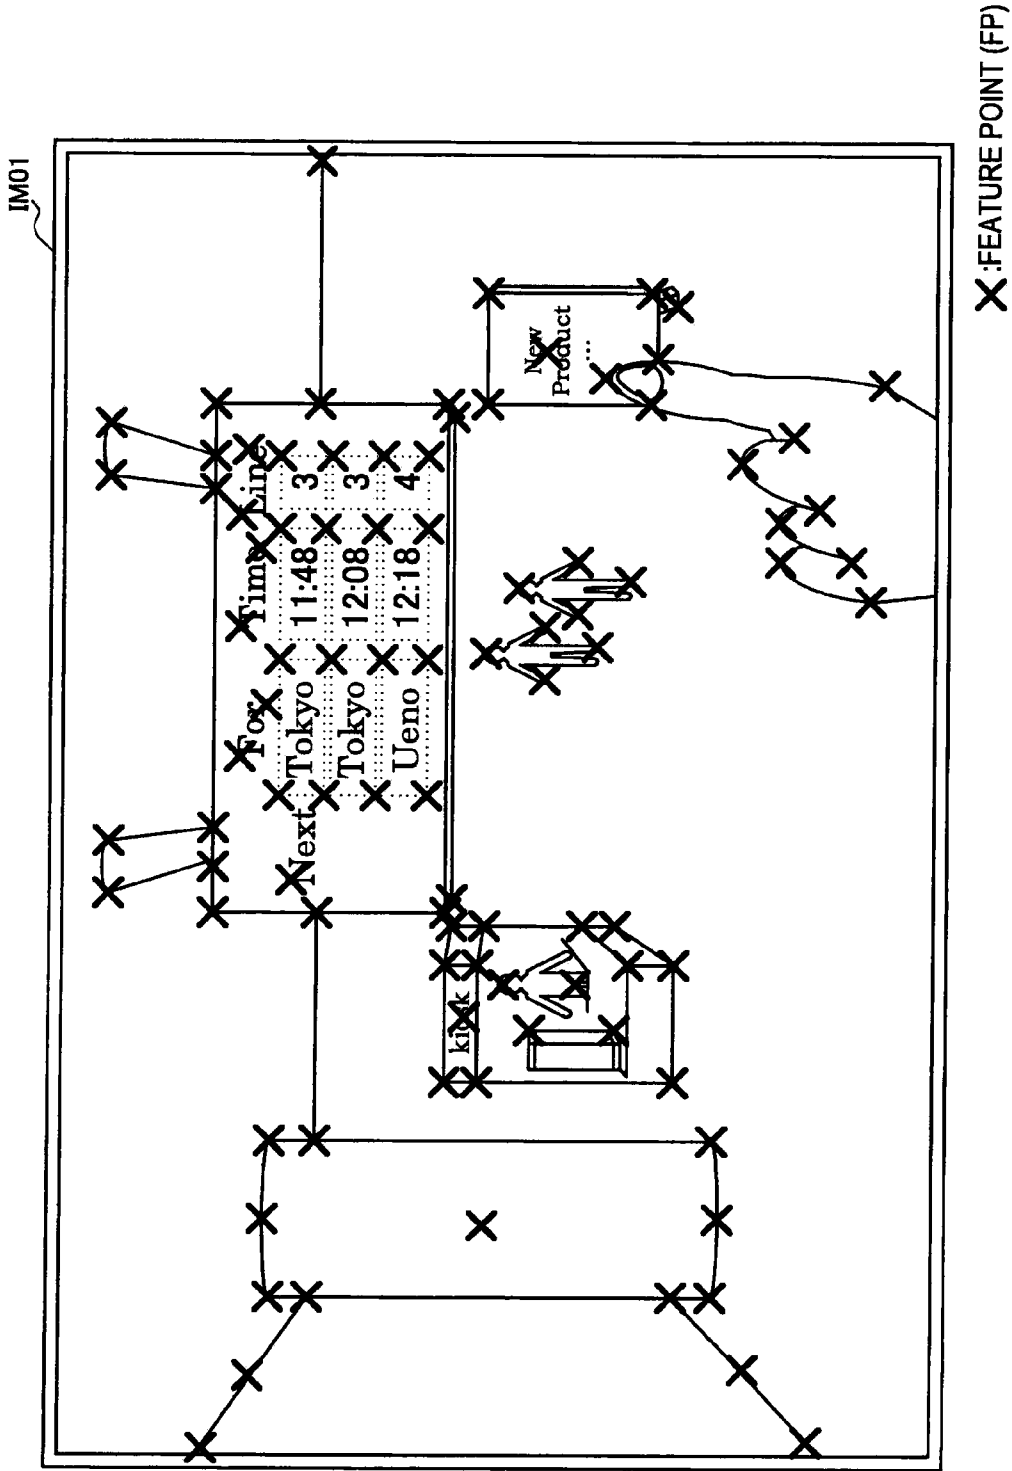 IM01
For Time Line
Next Tokyo 11:48 3
Tokyo 12:08 3
Ueno 12:18 4
New
Product
...
kiosk
X:FEATURE POINT (FP)